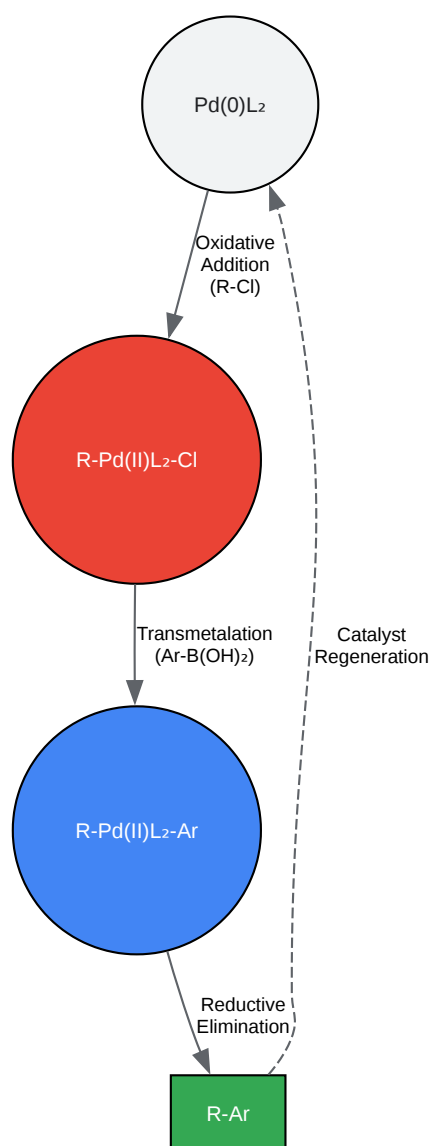 Pd(0)L₂
Oxidative
Addition
(R-Cl)
R-Pd(II)L₂-Cl
Transmetalation
(Ar-B(OH)₂)
Catalyst
Regeneration
R-Pd(II)L₂-Ar
Reductive
Elimination
R-Ar